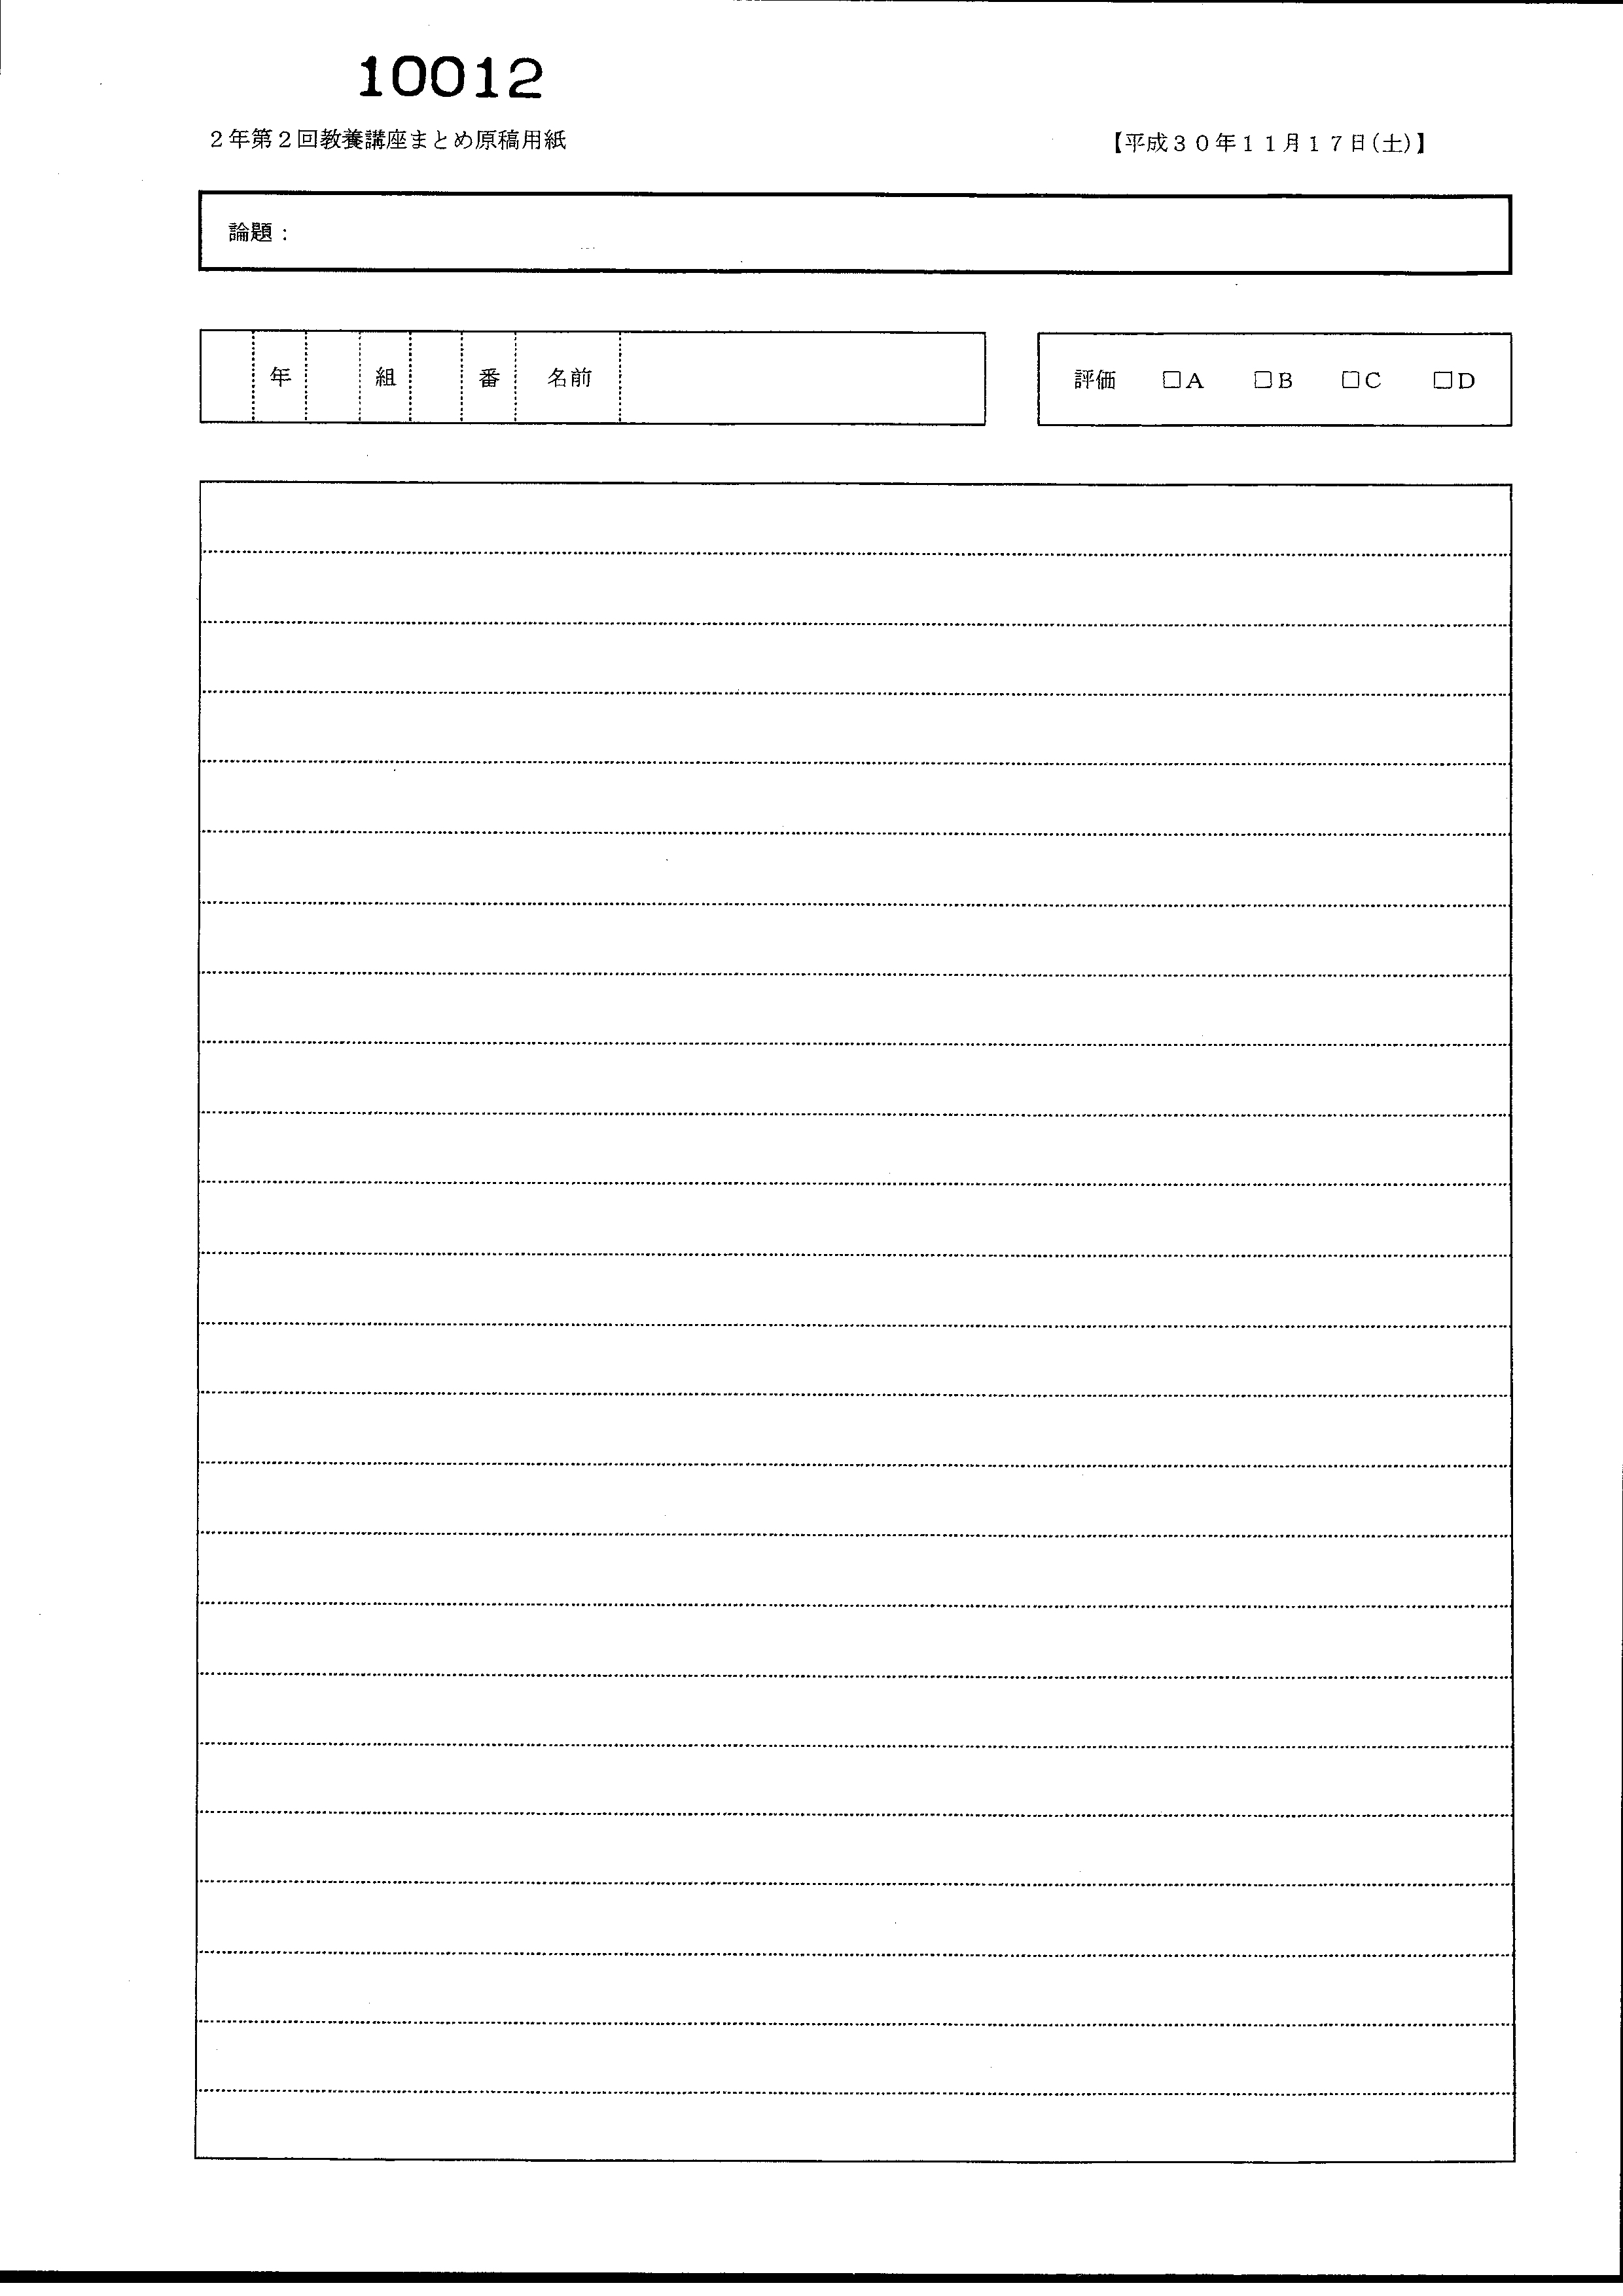 10012
２年第２回教養講座まとめ原稿用紙
【平成３０年１１月１７日(土)】
論題：
年 組 番 名前
評価 □A □B □C □D